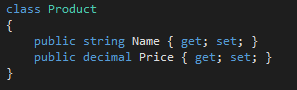 class Product
{
    public string Name { get; set; }
    public decimal Price { get; set; }
}